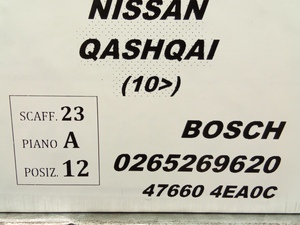 NISSAN
QASHQAI
(10>)
SCAFF. 23
PIANO A
POSIZ. 12
BOSCH
0265269620
47660 4EA0C